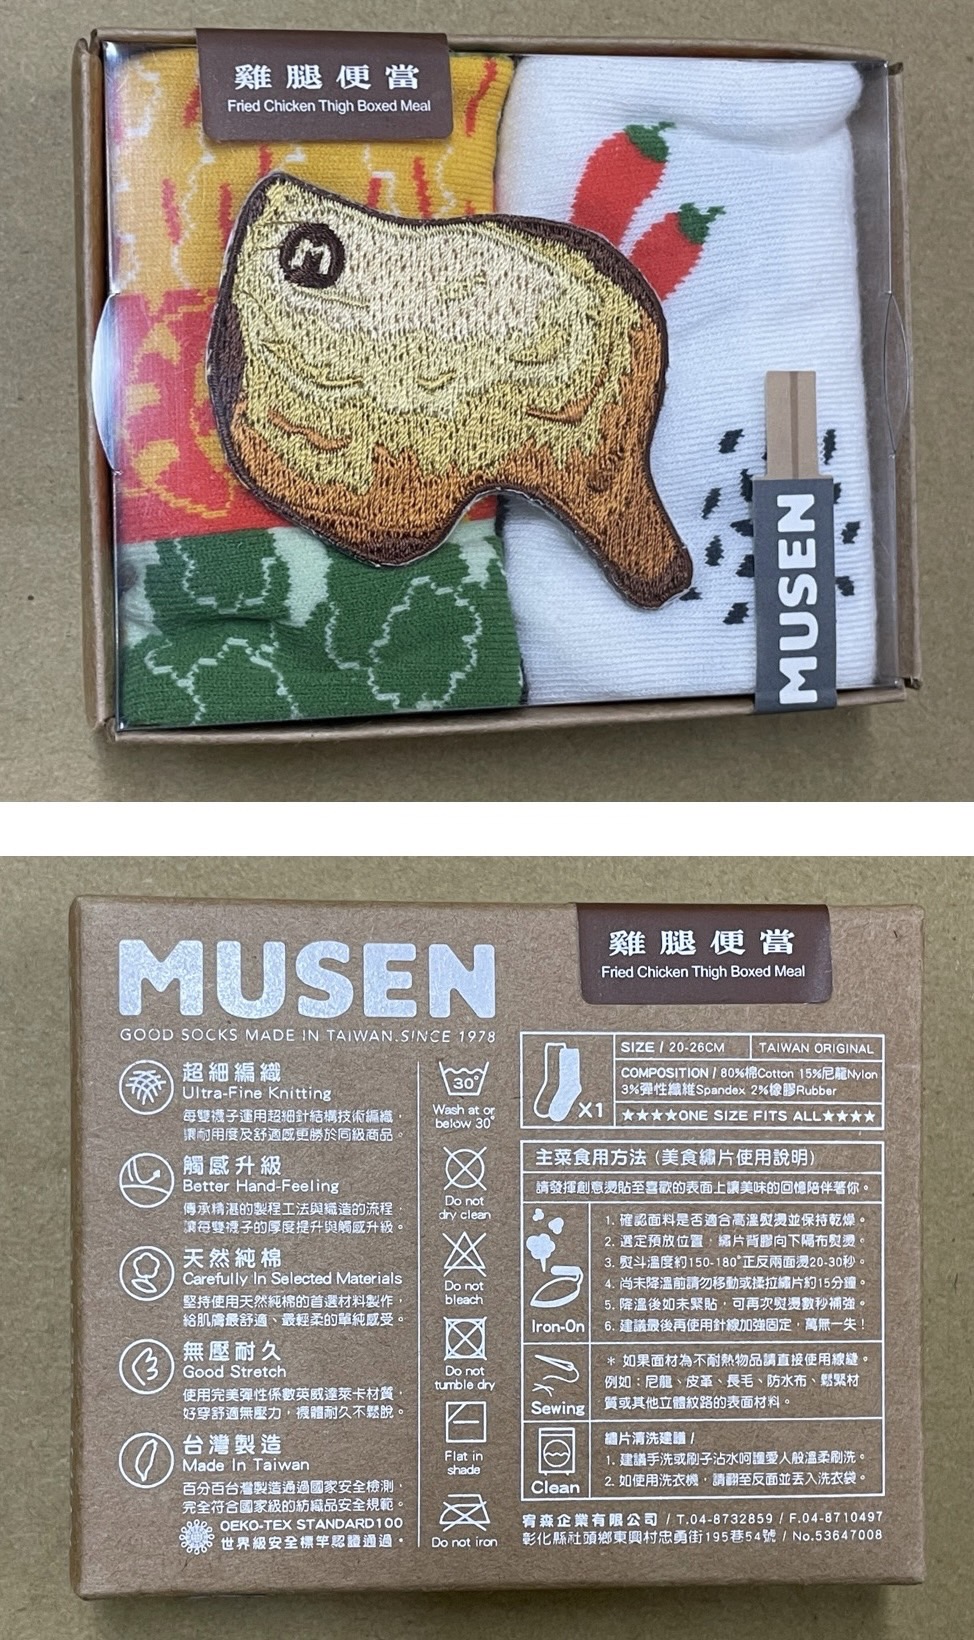 雞腿便當
Fried Chicken Thigh Boxed Meal
M
MUSEN
MUSEN
GOOD SOCKS MADE IN TAIWAN.SINCE 1978
雞腿便當
Fried Chicken Thigh Boxed Meal
超細編織
Ultra-Fine Knitting
每雙襪子運用超細針結構技術編織，
讓耐用度及舒適感更勝於同級商品。
觸感升級
Better Hand-Feeling
傳承精湛的製程工法與織造的流程，
讓每雙襪子的厚度提升與觸感升級。
天然純棉
Carefully In Selected Materials
堅持使用天然純棉的首選材料製作，
給肌膚最舒適、最輕柔的單純感受。
無壓耐久
Good Stretch
使用完美彈性係數英威達萊卡材質，
好穿舒適無壓力，襪體耐久不鬆脫。
台灣製造
Made In Taiwan
百分百台灣製造通過國家安全檢測，
完全符合國家級的紡織品安全規範。
OEKO-TEX STANDARD100
世界級安全標竿認證通過。
30°
Wash at or
below 30°
Do not
dry clean
Do not
bleach
Do not
tumble dry
Flat in
shade
Do not iron
X1
SIZE / 20-26CM
TAIWAN ORIGINAL
COMPOSITION / 80%棉Cotton 15%尼龍Nylon
3%彈性纖維Spandex 2%橡膠Rubber
★★★★ONE SIZE FITS ALL★★★★
主菜食用方法 (美食繡片使用說明)
請發揮創意燙貼至喜歡的表面上讓美味的回憶陪伴著你。
Iron-On
1. 確認面料是否適合高溫熨燙並保持乾燥。
2. 選定預放位置，繡片背膠向下隔布熨燙。
3. 熨斗溫度約150-180°正反兩面燙20-30秒。
4. 尚未降溫前請勿移動或揉拉繡片約15分鐘。
5. 降溫後如未緊貼，可再次熨燙數秒補強。
6. 建議最後再使用針線加強固定，萬無一失！
Sewing
＊ 如果面材為不耐熱物品請直接使用線縫。
例如：尼龍、皮革、長毛、防水布、鬆緊材
質或其他立體紋路的表面材料。
Clean
繡片清洗建議 /
1. 建議手洗或刷子沾水呵護愛人般溫柔刷洗。
2. 如使用洗衣機，請翻至反面並丟入洗衣袋。
宥森企業有限公司 / T.04-8732859 / F.04-8710497
彰化縣社頭鄉東興村忠勇街195巷54號 / No.53647008